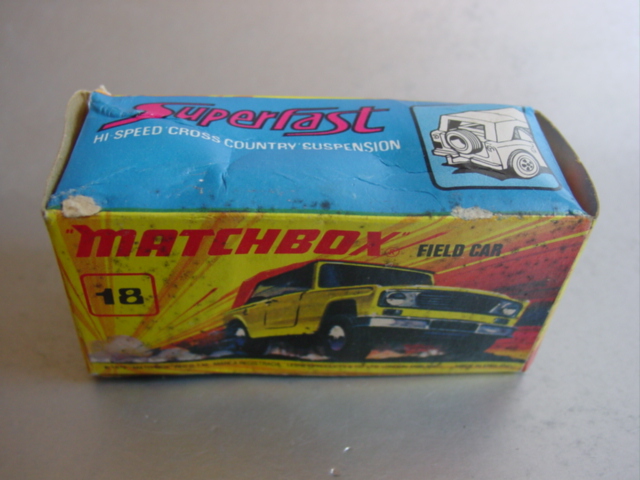 Superfast
HI SPEED CROSS COUNTRY SUSPENSION
"MATCHBOX" FIELD CAR
18